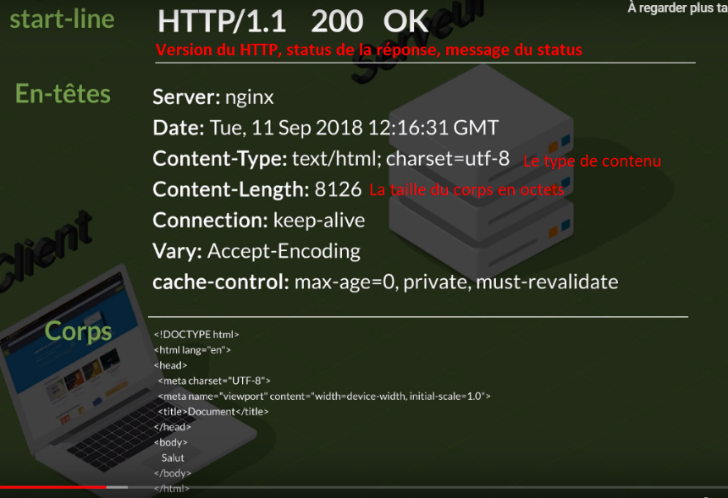 À regarder plus ta
start-line
HTTP/1.1 200 OK
Serveur
Version du HTTP, status de la réponse, message du status
En-têtes
Server: nginx
Date: Tue, 11 Sep 2018 12:16:31 GMT
Content-Type: text/html; charset=utf-8 Le type de contenu
Content-Length: 8126 La taille du corps en octets
Connection: keep-alive
Vary: Accept-Encoding
cache-control: max-age=0, private, must-revalidate
Client
Corps
<!DOCTYPE html>
<html lang="en">
<head>
<meta charset="UTF-8">
<meta name="viewport" content="width=device-width, initial-scale=1.0">
<title>Document</title>
</head>
<body>
Salut
</body>
</html>